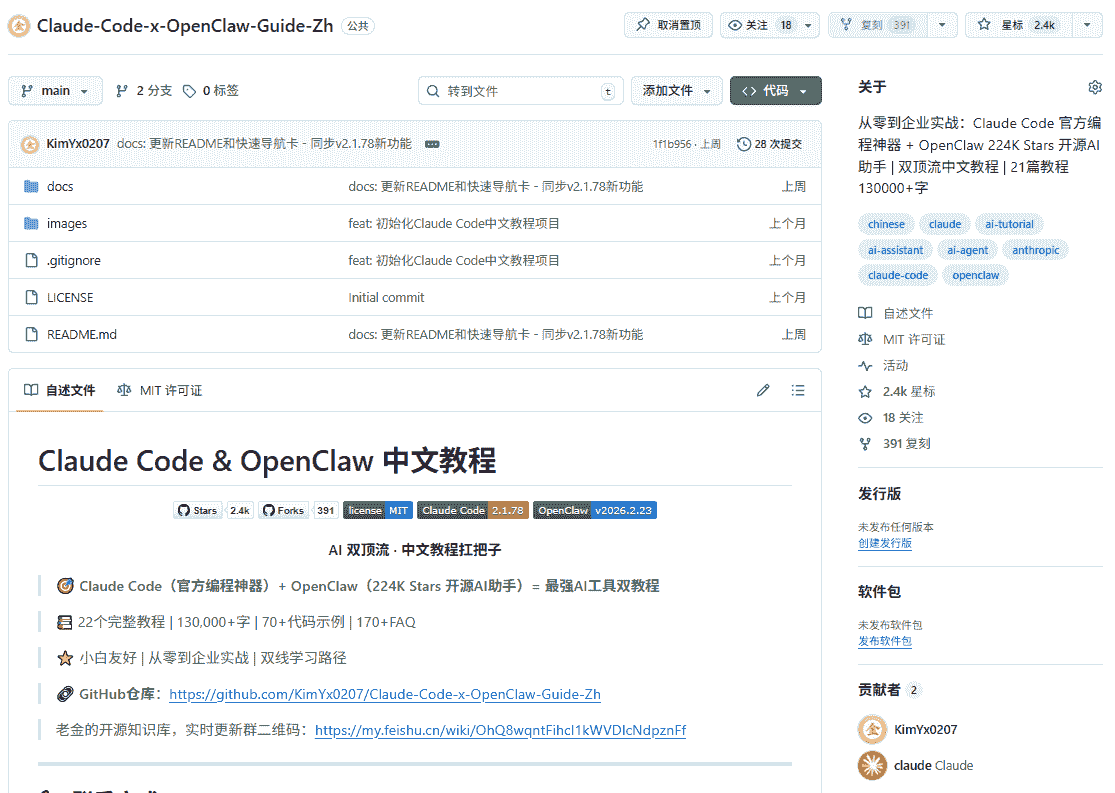 Claude-Code-x-OpenClaw-Guide-Zh 公共
取消置顶 关注 18 复刻 391 星标 2.4k
main 2 分支 0 标签 转到文件 t 添加文件 代码
KimYx0207 docs: 更新README和快速导航卡 - 同步v2.1.78新功能 1f1b956 · 上周 28 次提交
docs docs: 更新README和快速导航卡 - 同步v2.1.78新功能 上周
images feat: 初始化Claude Code中文教程项目 上个月
.gitignore feat: 初始化Claude Code中文教程项目 上个月
LICENSE Initial commit 上个月
README.md docs: 更新README和快速导航卡 - 同步v2.1.78新功能 上周
自述文件 MIT 许可证
Claude Code & OpenClaw 中文教程
Stars 2.4k Forks 391 license MIT Claude Code 2.1.78 OpenClaw v2026.2.23
AI 双顶流 · 中文教程扛把子
Claude Code（官方编程神器）+ OpenClaw（224K Stars 开源AI助手）= 最强AI工具双教程
22个完整教程 | 130,000+字 | 70+代码示例 | 170+FAQ
小白友好 | 从零到企业实战 | 双线学习路径
GitHub仓库：https://github.com/KimYx0207/Claude-Code-x-OpenClaw-Guide-Zh
老金的开源知识库，实时更新群二维码：https://my.feishu.cn/wiki/OhQ8wqntFihcI1kWVDIcNdpznFf
关于
从零到企业实战：Claude Code 官方编
程神器 + OpenClaw 224K Stars 开源AI
助手 | 双顶流中文教程 | 21篇教程
130000+字
chinese claude ai-tutorial
ai-assistant ai-agent anthropic
claude-code openclaw
自述文件
MIT 许可证
活动
2.4k 星标
18 关注
391 复刻
发行版
未发布任何版本
创建发行版
软件包
未发布软件包
发布软件包
贡献者 2
金 KimYx0207
claude Claude